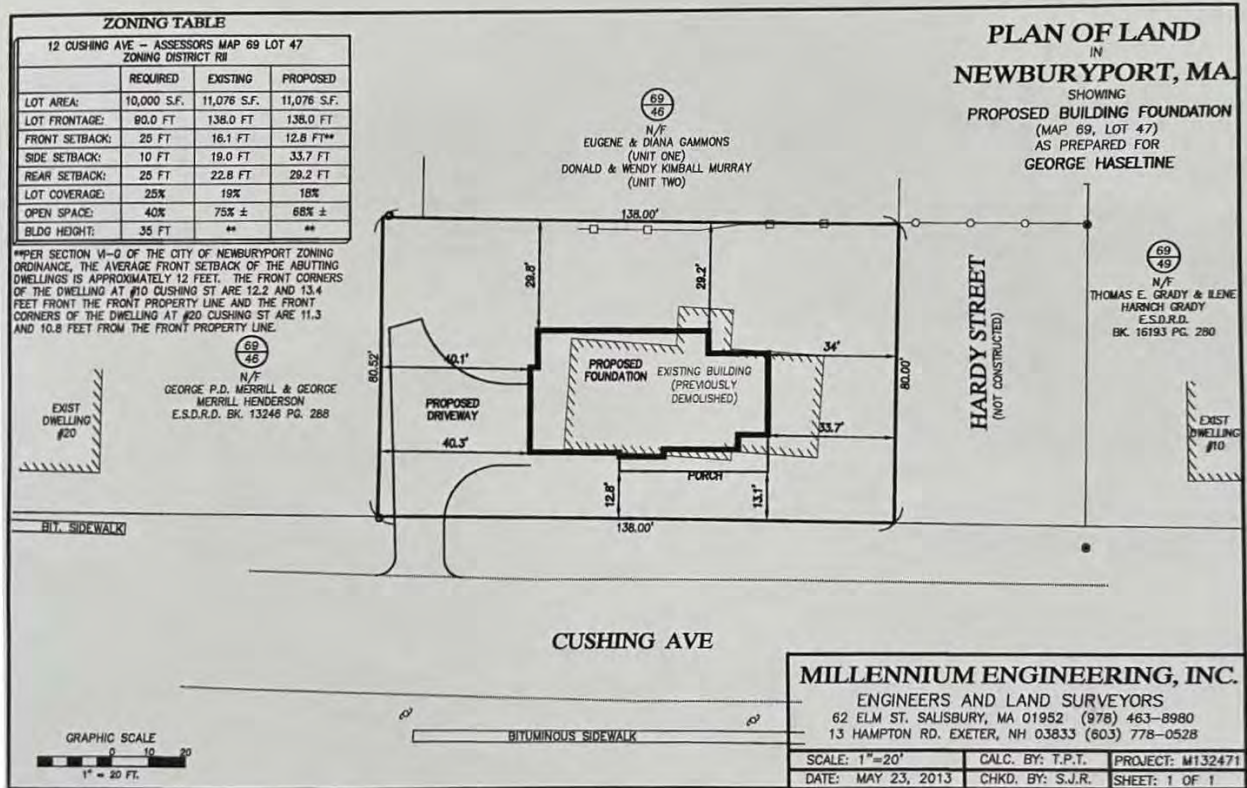 ZONING TABLE
12 CUSHING AVE – ASSESSORS MAP 69 LOT 47
ZONING DISTRICT RII
REQUIRED EXISTING PROPOSED
LOT AREA: 10,000 S.F. 11,076 S.F. 11,076 S.F.
LOT FRONTAGE: 90.0 FT 138.0 FT 138.0 FT
FRONT SETBACK: 25 FT 16.1 FT 12.8 FT**
SIDE SETBACK: 10 FT 19.0 FT 33.7 FT
REAR SETBACK: 25 FT 22.8 FT 29.2 FT
LOT COVERAGE: 25% 19% 18%
OPEN SPACE: 40% 75% ± 68% ±
BLDG HEIGHT: 35 FT ** **
**PER SECTION VI-G OF THE CITY OF NEWBURYPORT ZONING
ORDINANCE, THE AVERAGE FRONT SETBACK OF THE ABUTTING
DWELLINGS IS APPROXIMATELY 12 FEET. THE FRONT CORNERS
OF THE DWELLING AT #10 CUSHING ST ARE 12.2 AND 13.4
FEET FRONT THE FRONT PROPERTY LINE AND THE FRONT
CORNERS OF THE DWELLING AT #20 CUSHING ST ARE 11.3
AND 10.8 FEET FROM THE FRONT PROPERTY LINE.
PLAN OF LAND
IN
NEWBURYPORT, MA.
SHOWING
PROPOSED BUILDING FOUNDATION
(MAP 69, LOT 47)
AS PREPARED FOR
GEORGE HASELTINE
69
46
N/F
EUGENE & DIANA GAMMONS
(UNIT ONE)
DONALD & WENDY KIMBALL MURRAY
(UNIT TWO)
138.00'
29.8'
29.2'
69
46
N/F
GEORGE P.D. MERRILL & GEORGE
MERRILL HENDERSON
E.S.D.R.D. BK. 13246 PG. 288
EXIST
DWELLING
#20
80.52'
40.1'
PROPOSED
DRIVEWAY
40.3'
PROPOSED
FOUNDATION
EXISTING BUILDING
(PREVIOUSLY
DEMOLISHED)
34'
33.7'
80.00'
PORCH
12.8'
13.1'
138.00'
HARDY STREET
(NOT CONSTRUCTED)
69
49
N/F
THOMAS E. GRADY & ILENE
HARNCH GRADY
E.S.D.R.D.
BK. 16193 PG. 280
EXIST
DWELLING
#10
BIT. SIDEWALK
CUSHING AVE
BITUMINOUS SIDEWALK
GRAPHIC SCALE
0 10 20
1" = 20 FT.
MILLENNIUM ENGINEERING, INC.
ENGINEERS AND LAND SURVEYORS
62 ELM ST. SALISBURY, MA 01952 (978) 463-8980
13 HAMPTON RD. EXETER, NH 03833 (603) 778-0528
SCALE: 1"=20' CALC. BY: T.P.T. PROJECT: M132471
DATE: MAY 23, 2013 CHKD. BY: S.J.R. SHEET: 1 OF 1